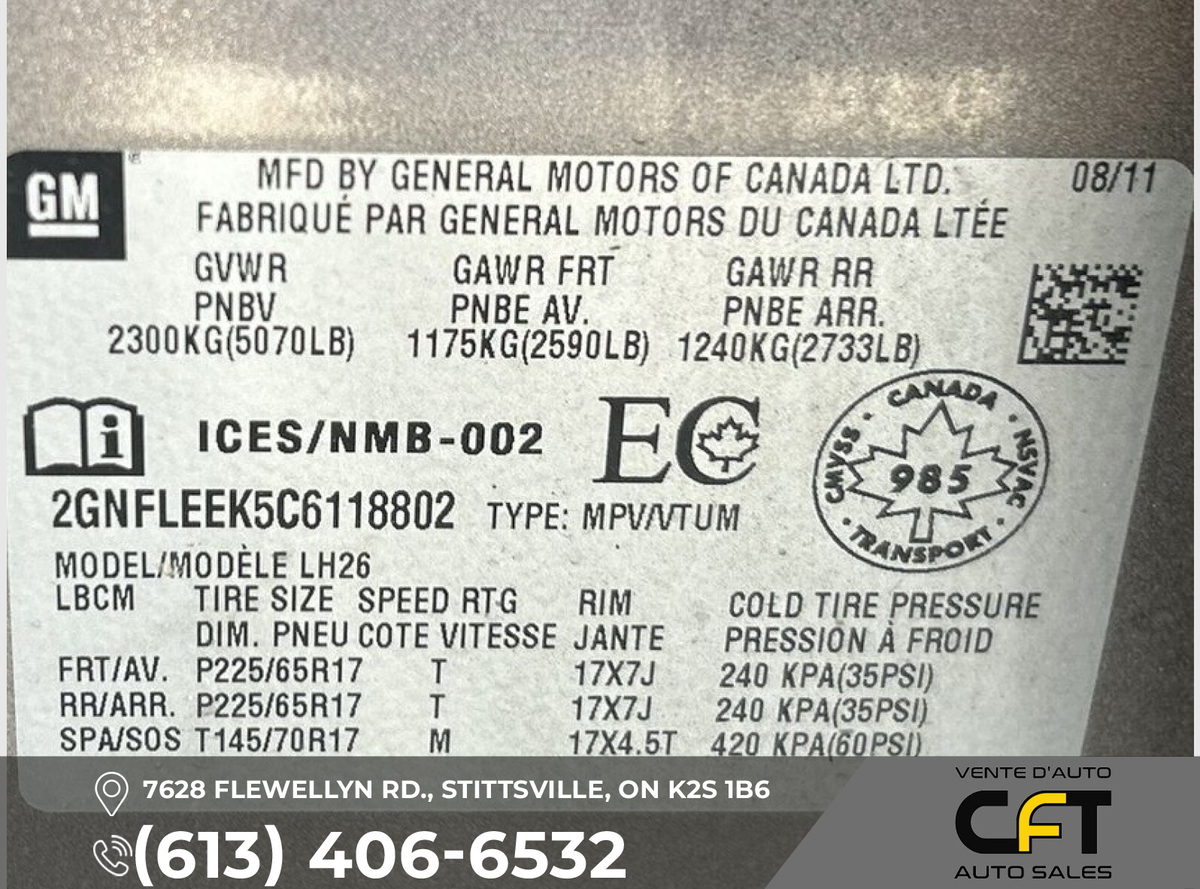 GM
MFD BY GENERAL MOTORS OF CANADA LTD. 08/11
FABRIQUÉ PAR GENERAL MOTORS DU CANADA LTÉE
GVWR GAWR FRT GAWR RR
PNBV PNBE AV. PNBE ARR.
2300KG(5070LB) 1175KG(2590LB) 1240KG(2733LB)
i ICES/NMB-002 EC
CANADA
CMVSS 985 NSVAC
TRANSPORT
2GNFLEEK5C6118802 TYPE: MPV/VTUM
MODEL/MODÈLE LH26
LBCM TIRE SIZE SPEED RTG RIM COLD TIRE PRESSURE
DIM. PNEU COTE VITESSE JANTE PRESSION À FROID
FRT/AV. P225/65R17 T 17X7J 240 KPA(35PSI)
RR/ARR. P225/65R17 T 17X7J 240 KPA(35PSI)
SPA/SOS T145/70R17 M 17X4.5T 420 KPA(60PSI)
7628 FLEWELLYN RD., STITTSVILLE, ON K2S 1B6
(613) 406-6532
VENTE D'AUTO
CFT
AUTO SALES